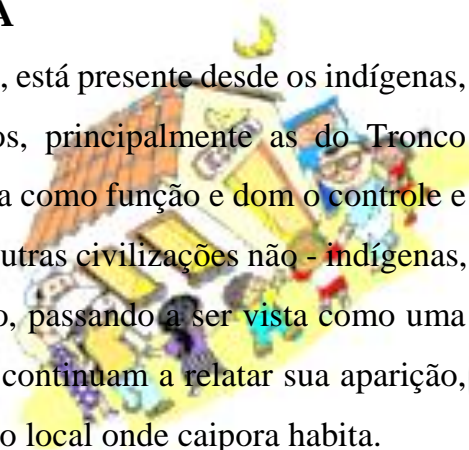 A
, está presente desde os indígenas,
os, principalmente as do Tronco
a como função e dom o controle e
utras civilizações não - indígenas,
o, passando a ser vista como uma
continuam a relatar sua aparição,
o local onde caipora habita.